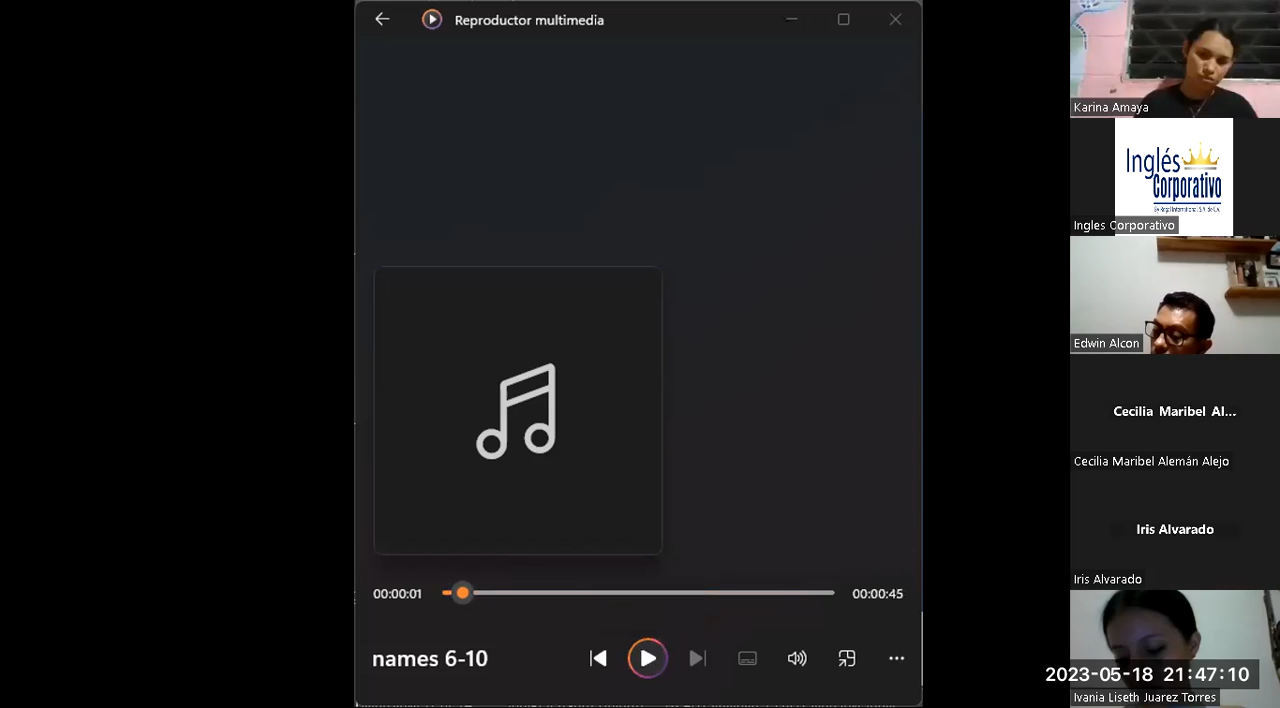 Reproductor multimedia
00:00:01
00:00:45
names 6-10
Karina Amaya
Inglés
Corporativo
Ingles Corporativo
Edwin Alcon
Cecilia Maribel Al...
Cecilia Maribel Alemán Alejo
Iris Alvarado
Iris Alvarado
2023-05-18 21:47:10
Ivania Liseth Juarez Torres